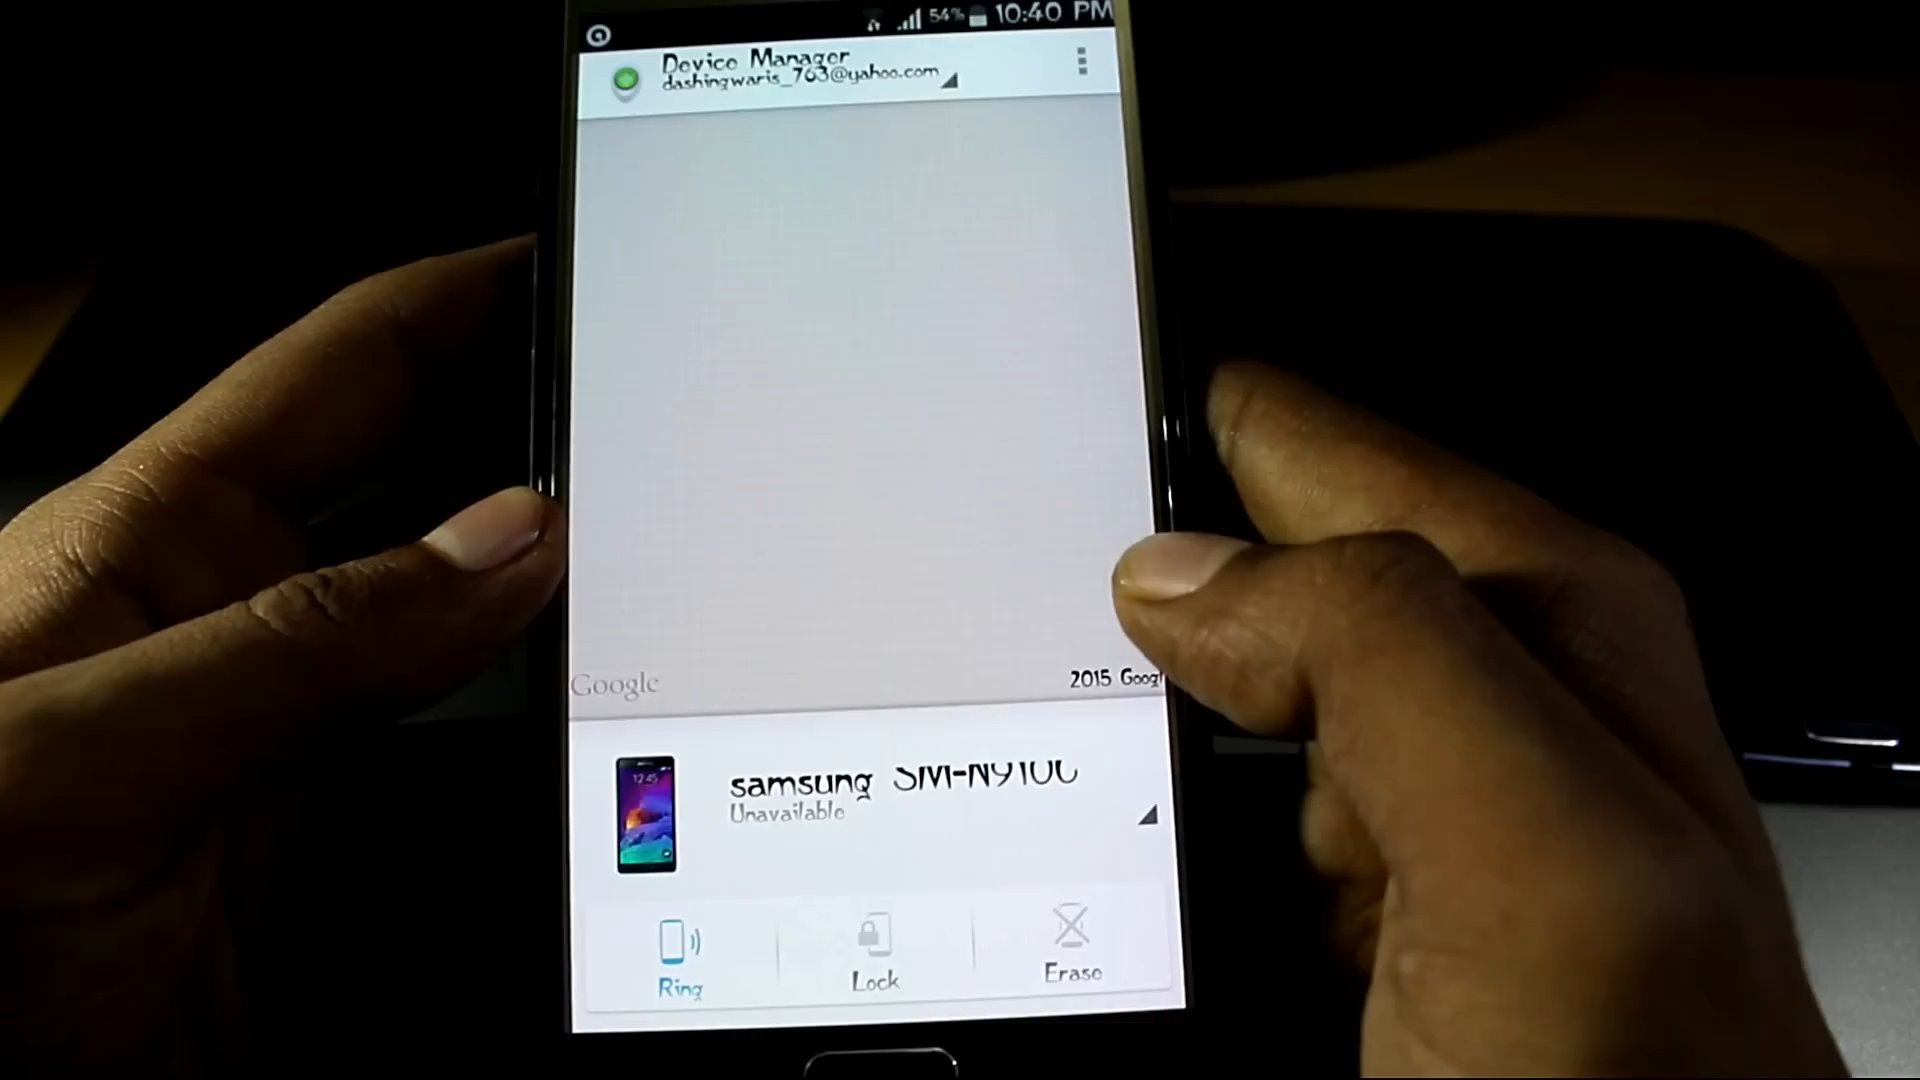 54% 10:40 PM
Device Manager
dashingwaris_763@yahoo.com
Google
2015 Googl
12:45
samsung SM-N910C
Unavailable
Ring
Lock
Erase